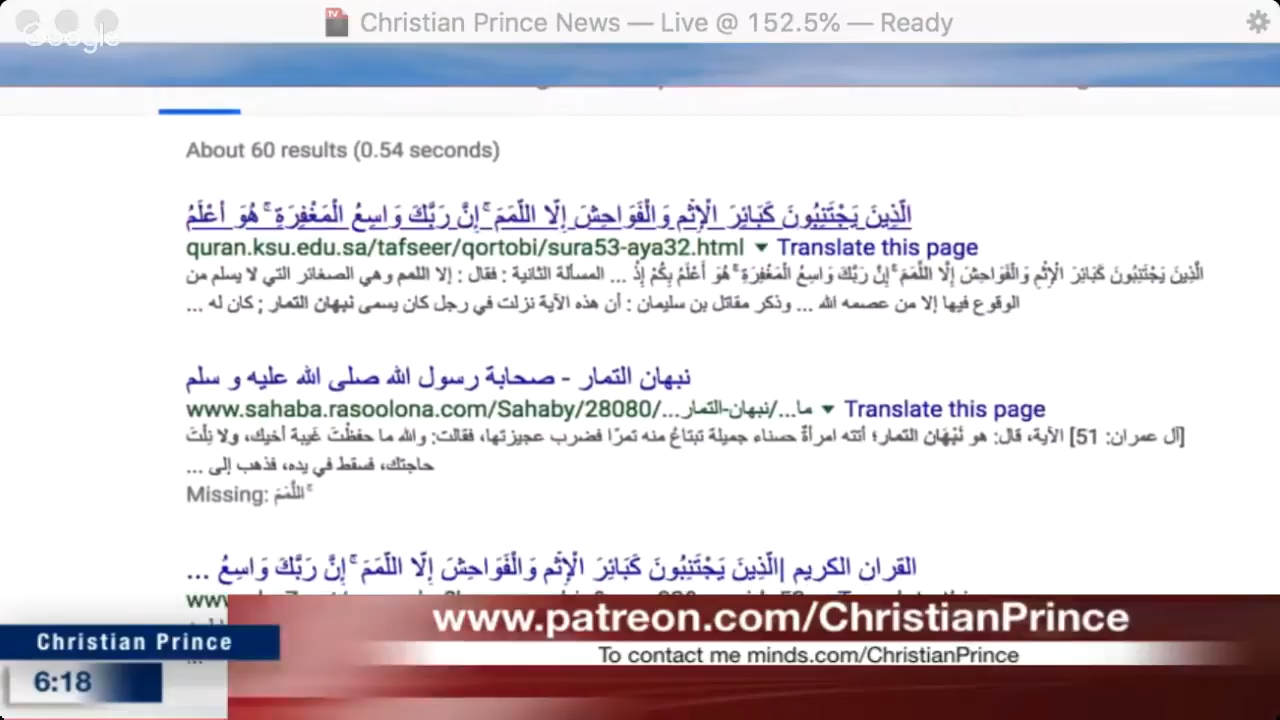 Christian Prince News — Live @ 152.5% — Ready
Google
About 60 results (0.54 seconds)
الَّذِينَ يَجْتَنِبُونَ كَبَائِرَ الْإِثْمِ وَالْفَوَاحِشَ إِلَّا اللَّمَمَ ۚ إِنَّ رَبَّكَ وَاسِعُ الْمَغْفِرَةِ ۚ هُوَ أَعْلَمُ
quran.ksu.edu.sa/tafseer/qortobi/sura53-aya32.html ▼ Translate this page
الَّذِينَ يَجْتَنِبُونَ كَبَائِرَ الْإِثْمِ وَالْفَوَاحِشَ إِلَّا اللَّمَمَ ۚ إِنَّ رَبَّكَ وَاسِعُ الْمَغْفِرَةِ ۚ هُوَ أَعْلَمُ بِكُمْ إِذْ ... المسألة الثانية : فقال : إلا اللمم وهي الصغائر التي لا يسلم من
الوقوع فيها إلا من عصمه الله ... وذكر مقاتل بن سليمان : أن هذه الآية نزلت في رجل كان يسمى نبهان التمار ; كان له ...
نبهان التمار - صحابة رسول الله صلى الله عليه و سلم
www.sahaba.rasoolona.com/Sahaby/28080/...ما.../نبهان-التمار ▼ Translate this page
[آل عمران: 51] الآية، قال: هو نَبْهَان التمار؛ أتته امرأةٌ حسناء جميلة تبتاعُ منه تمرًا فضرب عجيزتها، فقالت: والله ما حفظْتَ غَيبة أخيك، ولا نِلْتَ
حاجتك، فسقط في يده، فذهب إلى ...
Missing: اللَّمَمَ ۚ
القران الكريم |الَّذِينَ يَجْتَنِبُونَ كَبَائِرَ الْإِثْمِ وَالْفَوَاحِشَ إِلَّا اللَّمَمَ ۚ إِنَّ رَبَّكَ وَاسِعُ ...
www.patreon.com/ChristianPrince
Christian Prince
To contact me minds.com/ChristianPrince
6:18